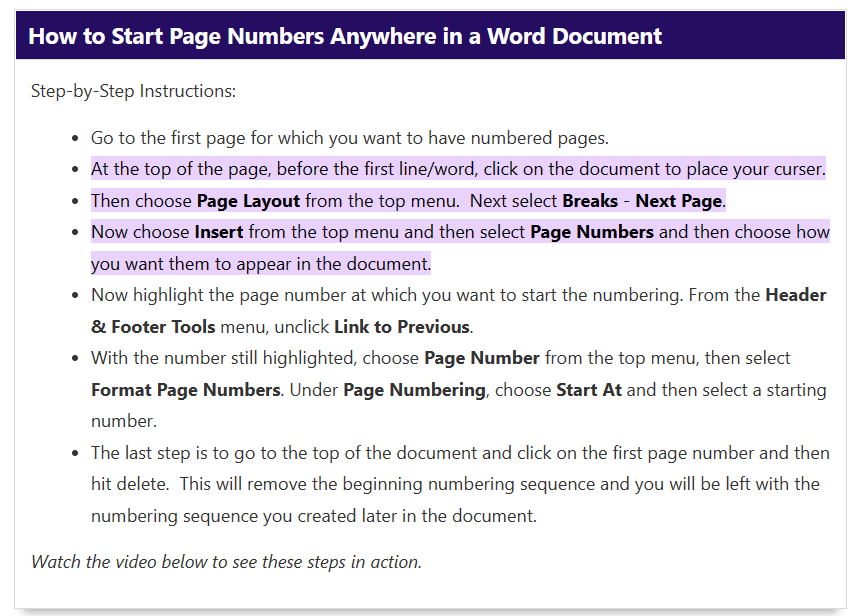 How to Start Page Numbers Anywhere in a Word Document
Step-by-Step Instructions:
• Go to the first page for which you want to have numbered pages.
• At the top of the page, before the first line/word, click on the document to place your curser.
• Then choose Page Layout from the top menu.  Next select Breaks - Next Page.
• Now choose Insert from the top menu and then select Page Numbers and then choose how
you want them to appear in the document.
• Now highlight the page number at which you want to start the numbering. From the Header
& Footer Tools menu, unclick Link to Previous.
• With the number still highlighted, choose Page Number from the top menu, then select
Format Page Numbers. Under Page Numbering, choose Start At and then select a starting
number.
• The last step is to go to the top of the document and click on the first page number and then
hit delete.  This will remove the beginning numbering sequence and you will be left with the
numbering sequence you created later in the document.
Watch the video below to see these steps in action.